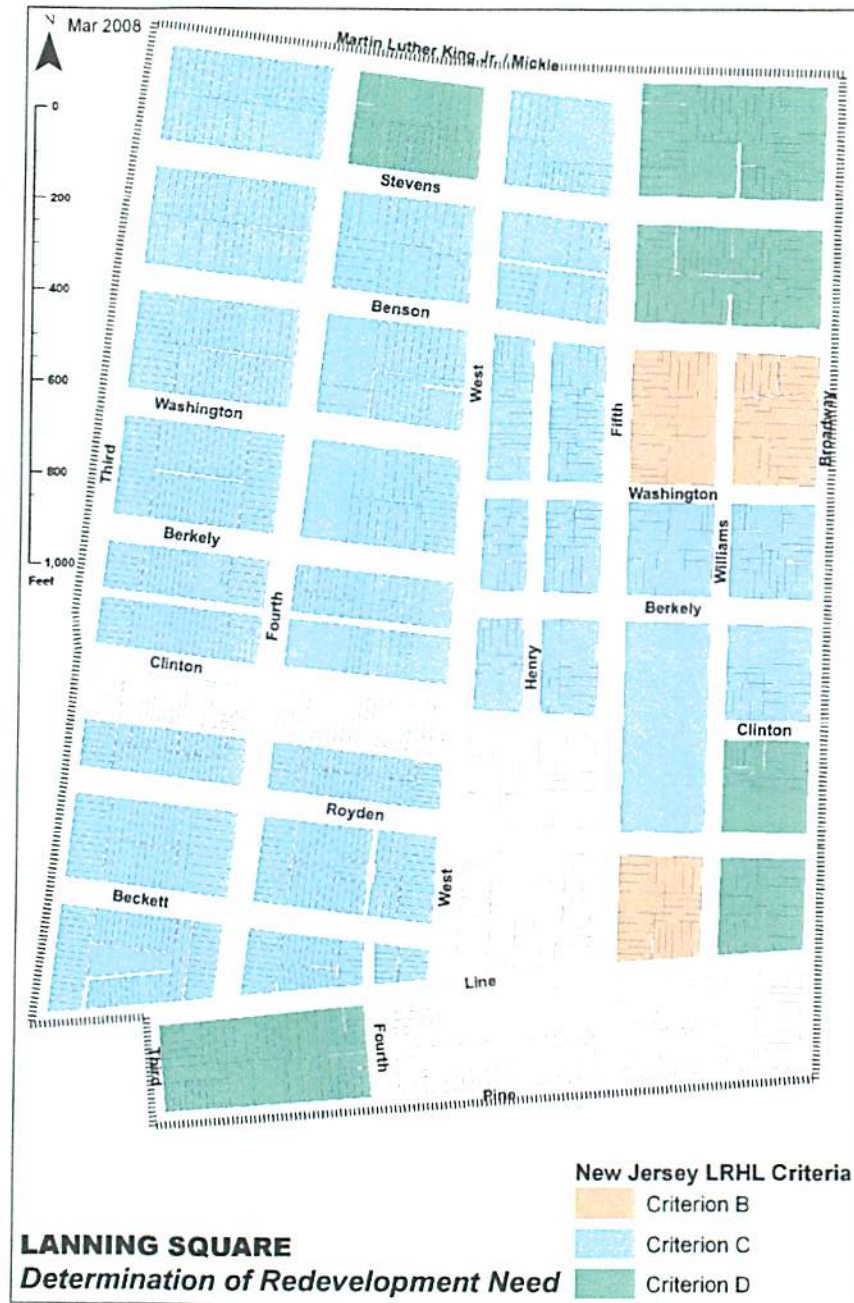 N
Mar 2008
Martin Luther King Jr. / Mickle
0
200
400
600
800
1,000
Feet
Stevens
Benson
West
Fifth
Broadway
Washington
Third
Washington
Williams
Berkely
Berkely
Fourth
Henry
Clinton
Clinton
Royden
West
Beckett
Line
Third
Fourth
Pine
New Jersey LRHL Criteria
Criterion B
Criterion C
Criterion D
LANNING SQUARE
Determination of Redevelopment Need